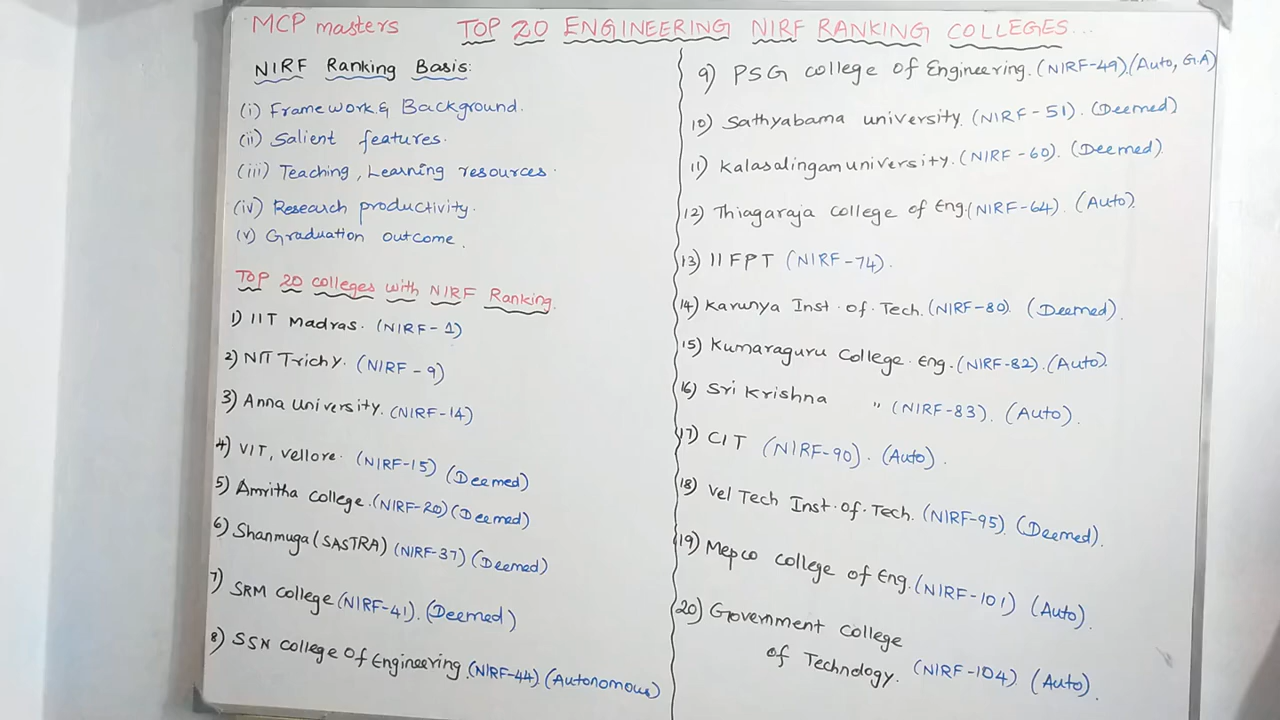 MCP masters TOP 20 ENGINEERING NIRF RANKING COLLEGES...
NIRF Ranking Basis:
(i) Framework & Background.
(ii) Salient features.
(iii) Teaching, Learning resources.
(iv) Research productivity.
(v) Graduation outcome.
TOP 20 colleges with NIRF Ranking.
1) IIT Madras. (NIRF-1)
2) NIT Trichy. (NIRF-9)
3) Anna University. (NIRF-14)
4) VIT, Vellore. (NIRF-15) (Deemed)
5) Amritha college. (NIRF-20) (Deemed)
6) Shanmuga (SASTRA) (NIRF-37) (Deemed)
7) SRM college (NIRF-41). (Deemed)
8) SSN College Of Engineering. (NIRF-44) (Autonomous)
9) PSG college of Engineering. (NIRF-49) (Auto, G.A)
10) Sathyabama university. (NIRF-51). (Deemed)
11) Kalasalingam university. (NIRF-60). (Deemed)
12) Thiagaraja college of Eng. (NIRF-64). (Auto)
13) IIFPT (NIRF-74).
14) Karunya Inst. of. Tech. (NIRF-80) (Deemed).
15) Kumaraguru College. Eng. (NIRF-82). (Auto)
16) Sri Krishna " (NIRF-83). (Auto).
17) CIT (NIRF-90). (Auto).
18) Vel Tech Inst. of. Tech. (NIRF-95) (Deemed).
19) Mepco college of Eng. (NIRF-101) (Auto).
20) Government college
of Technology. (NIRF-104) (Auto).